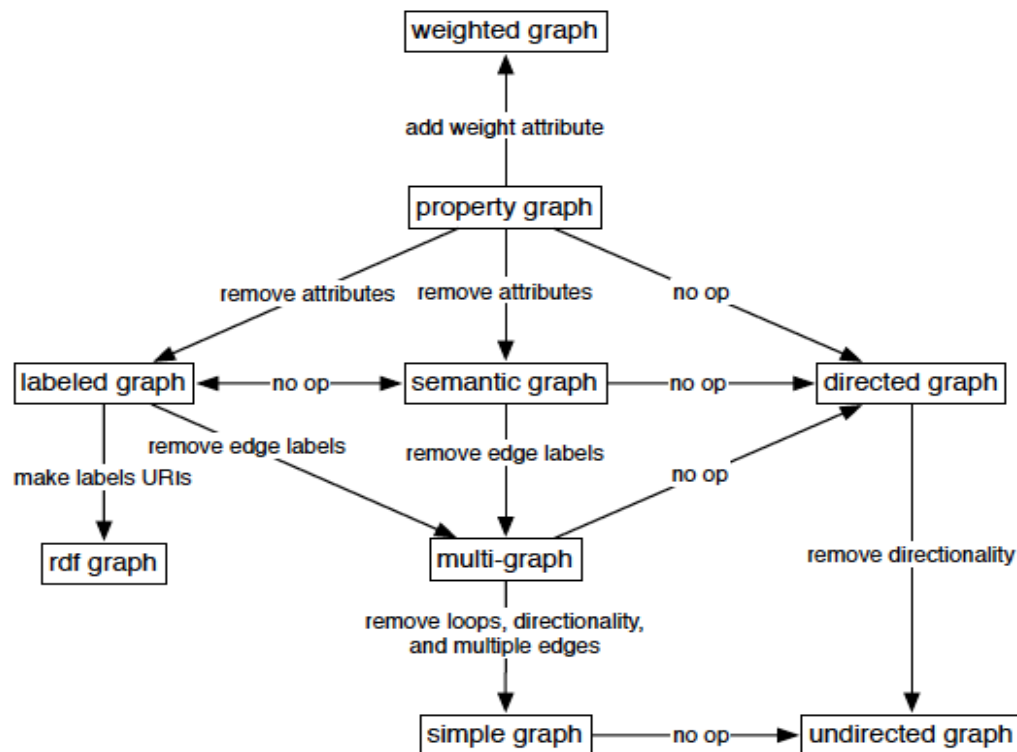 weighted graph
add weight attribute
property graph
remove attributes
remove attributes
no op
labeled graph
no op
semantic graph
no op
directed graph
remove edge labels
remove edge labels
make labels URIs
no op
rdf graph
multi-graph
remove directionality
remove loops, directionality,
and multiple edges
simple graph
no op
undirected graph